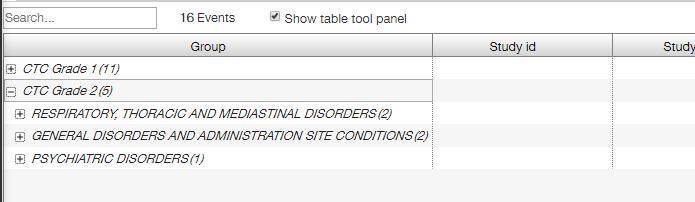 Search... 16 Events Show table tool panel
Group Study id Study
CTC Grade 1 (11)
CTC Grade 2 (5)
RESPIRATORY, THORACIC AND MEDIASTINAL DISORDERS (2)
GENERAL DISORDERS AND ADMINISTRATION SITE CONDITIONS (2)
PSYCHIATRIC DISORDERS (1)